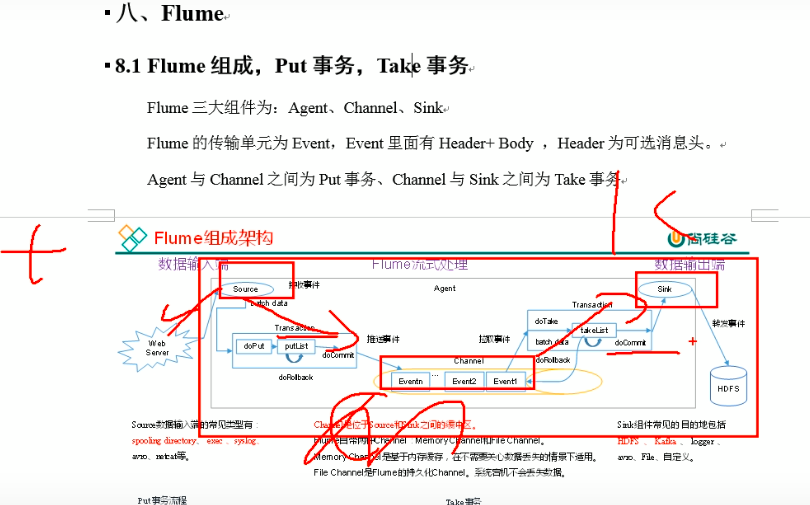 八、Flume
8.1 Flume 组成，Put 事务，Take 事务
Flume 三大组件为：Agent、Channel、Sink
Flume 的传输单元为 Event，Event 里面有 Header+ Body ，Header 为可选消息头。
Agent 与 Channel 之间为 Put 事务、Channel 与 Sink 之间为 Take 事务
Flume组成架构
尚硅谷
数据输入端
Flume流式处理
数据输出端
Source
接收事件
Agent
Sink
batch data
Transaction
Transaction
Web
Server
doPut
putList
doCommit
推送事件
拉取事件
doTake
takeList
batch data
doCommit
转发事件
doRollback
doRollback
Channel
Eventn
...
Event2
Event1
HDFS
Source数据输入端的常见类型有：
spooling directory、exec、syslog、
avro、netcat等。
Channel是位于Source和Sink之间的缓冲区。
Flume自带两种Channel：Memory Channel和File Channel。
Memory Channel是基于内存缓存，在不需要关心数据丢失的情景下适用。
File Channel是Flume的持久化Channel。系统宕机不会丢失数据。
Sink组件常见的目的地包括
HDFS、Kafka、logger、
avro、File、自定义。
Put事务流程
Take事务